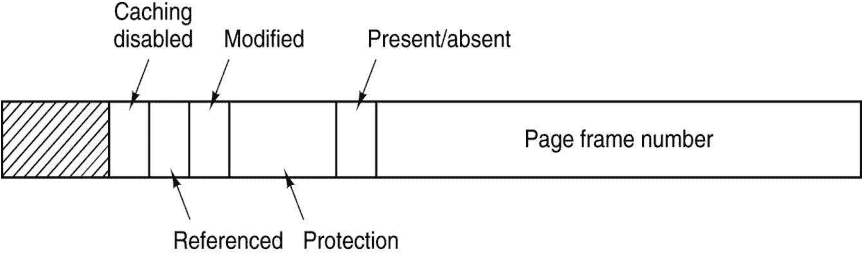 Caching
disabled
Modified
Present/absent
Page frame number
Referenced
Protection